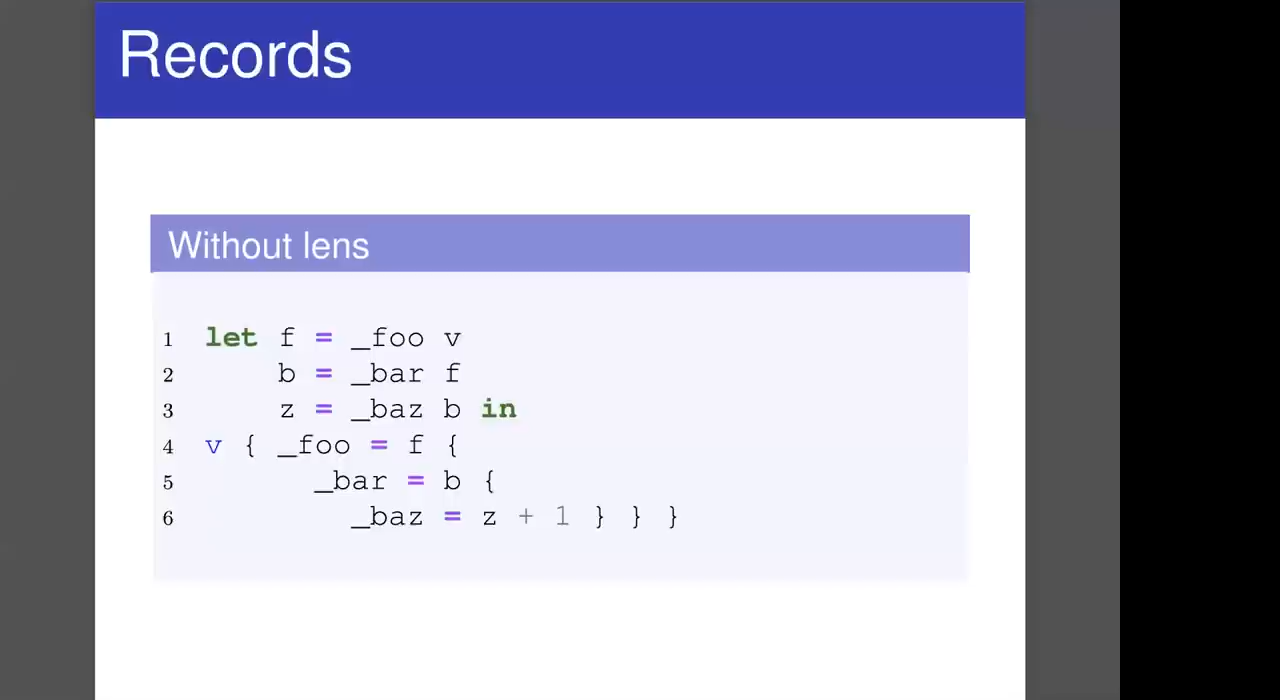 Records
Without lens
1 let f = _foo v
2     b = _bar f
3     z = _baz b in
4 v { _foo = f {
5       _bar = b {
6         _baz = z + 1 } } }